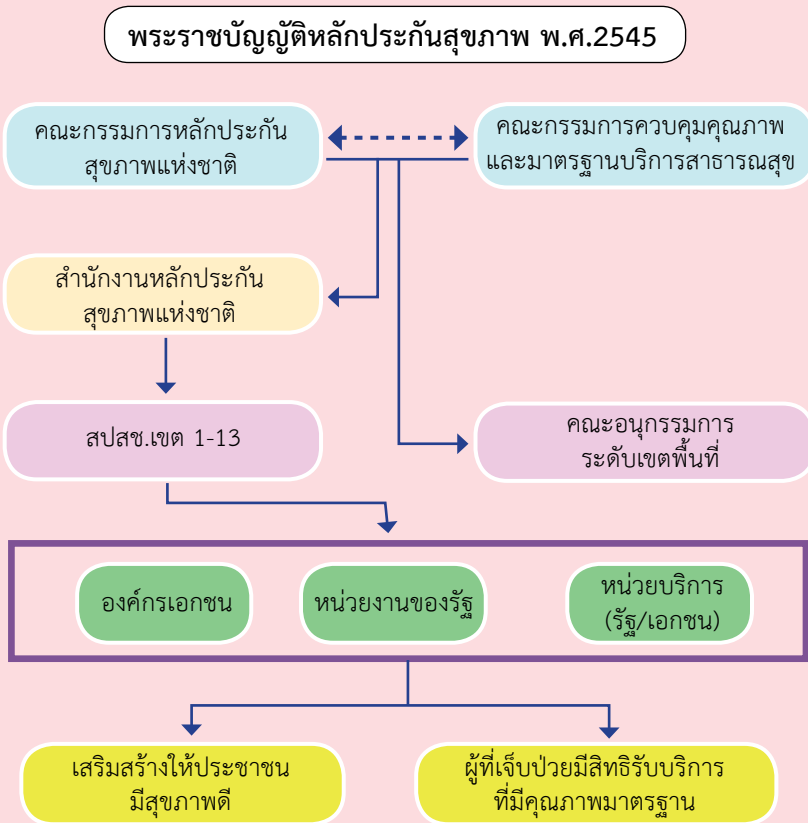 พระราชบัญญัติหลักประกันสุขภาพ พ.ศ.2545
คณะกรรมการหลักประกัน
สุขภาพแห่งชาติ
คณะกรรมการควบคุมคุณภาพ
และมาตรฐานบริการสาธารณสุข
สำนักงานหลักประกัน
สุขภาพแห่งชาติ
สปสช.เขต 1-13
คณะอนุกรรมการ
ระดับเขตพื้นที่
องค์กรเอกชน
หน่วยงานของรัฐ
หน่วยบริการ
(รัฐ/เอกชน)
เสริมสร้างให้ประชาชน
มีสุขภาพดี
ผู้ที่เจ็บป่วยมีสิทธิรับบริการ
ที่มีคุณภาพมาตรฐาน